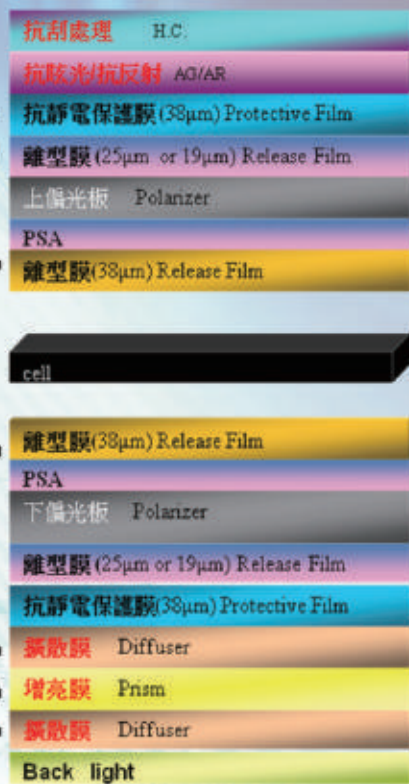 抗刮處理 H.C.
抗眩光/抗反射 AG/AR
抗靜電保護膜(38μm) Protective Film
離型膜(25μm or 19μm) Release Film
上偏光板 Polarizer
PSA
離型膜(38μm) Release Film
cell
離型膜(38μm) Release Film
PSA
下偏光板 Polarizer
離型膜(25μm or 19μm) Release Film
抗靜電保護膜(38μm) Protective Film
擴散膜 Diffuser
增亮膜 Prism
擴散膜 Diffuser
Back light